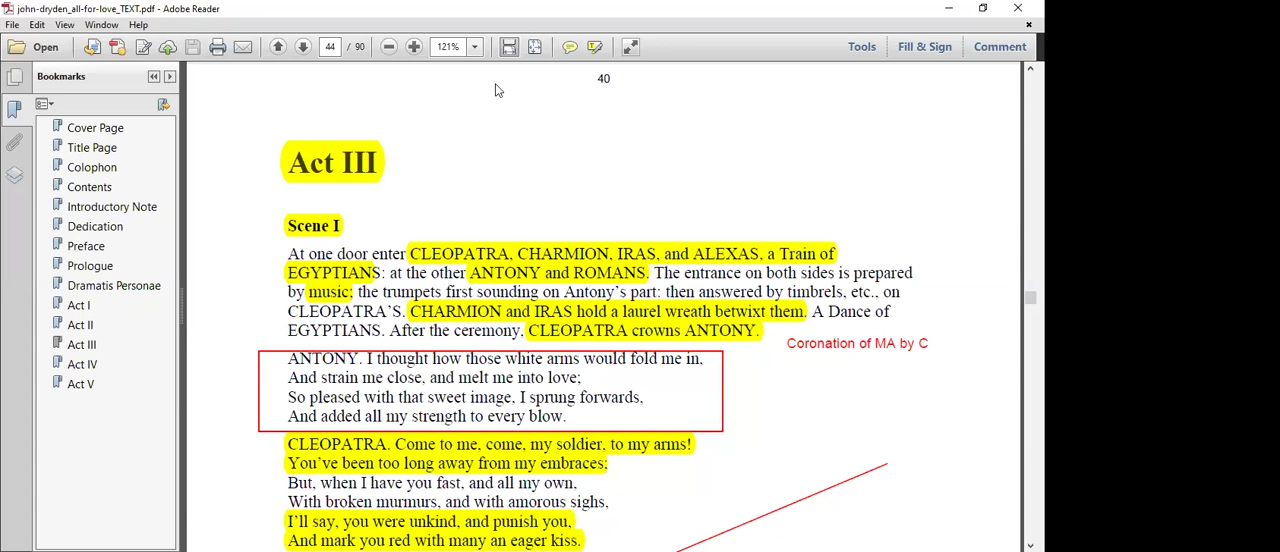 john-dryden_all-for-love_TEXT.pdf - Adobe Reader
File Edit View Window Help
Open 44 / 90 121% Tools Fill & Sign Comment
Bookmarks
Cover Page
Title Page
Colophon
Contents
Introductory Note
Dedication
Preface
Prologue
Dramatis Personae
Act I
Act II
Act III
Act IV
Act V
40
Act III
Scene I
At one door enter CLEOPATRA, CHARMION, IRAS, and ALEXAS, a Train of
EGYPTIANS: at the other ANTONY and ROMANS. The entrance on both sides is prepared
by music; the trumpets first sounding on Antony's part: then answered by timbrels, etc., on
CLEOPATRA'S. CHARMION and IRAS hold a laurel wreath betwixt them. A Dance of
EGYPTIANS. After the ceremony, CLEOPATRA crowns ANTONY.
Coronation of MA by C
ANTONY. I thought how those white arms would fold me in,
And strain me close, and melt me into love;
So pleased with that sweet image, I sprung forwards,
And added all my strength to every blow.
CLEOPATRA. Come to me, come, my soldier, to my arms!
You've been too long away from my embraces;
But, when I have you fast, and all my own,
With broken murmurs, and with amorous sighs,
I'll say, you were unkind, and punish you,
And mark you red with many an eager kiss.